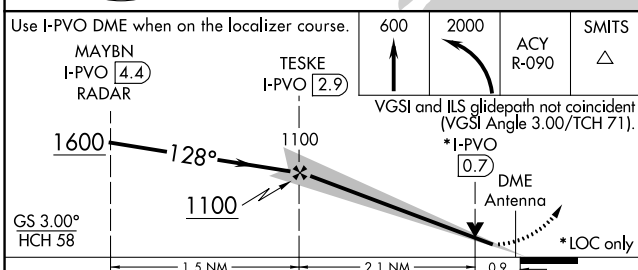 Use I-PVO DME when on the localizer course.
600
2000
ACY
R-090
SMITS
MAYBN
I-PVO 4.4
RADAR
TESKE
I-PVO 2.9
VGSI and ILS glidepath not coincident
(VGSI Angle 3.00/TCH 71).
*I-PVO
0.7
DME
Antenna
1600
128°
1100
1100
GS 3.00°
HCH 58
*LOC only
1.5 NM
2.1 NM
0.9